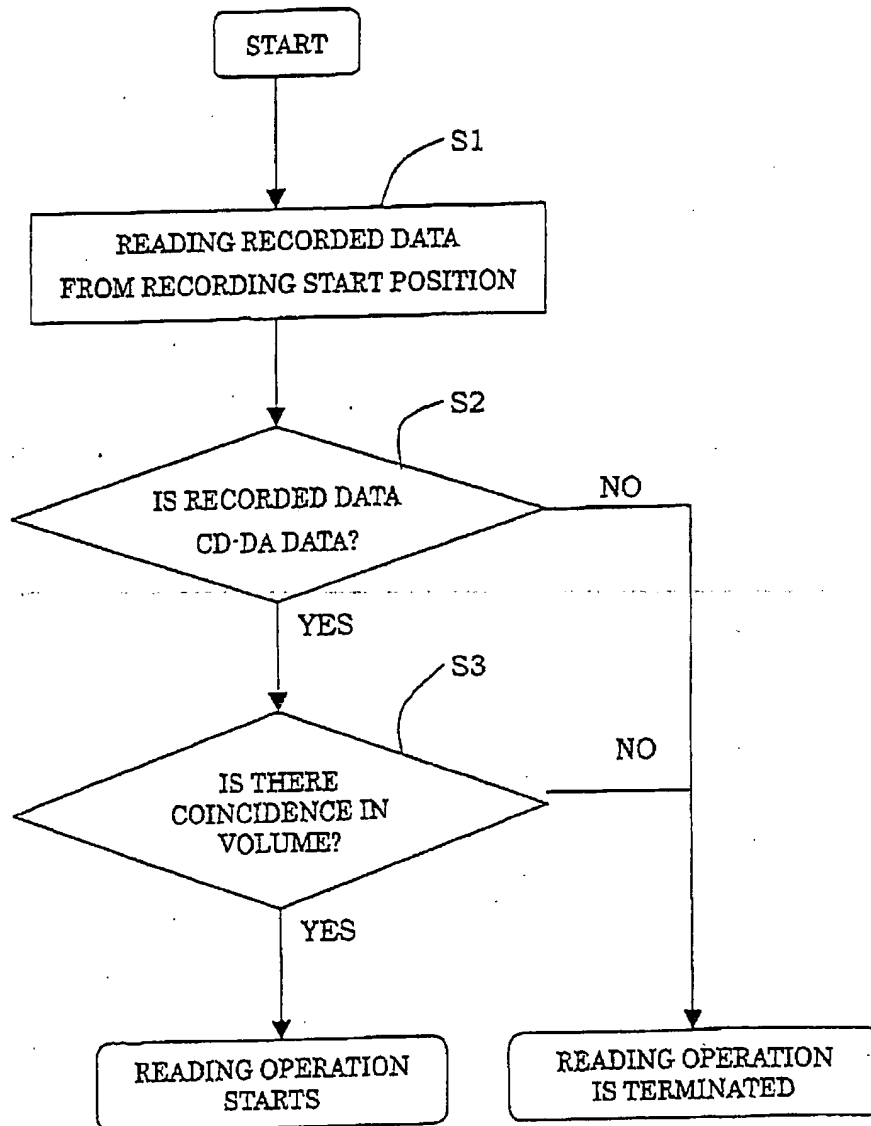 START
S1
READING RECORDED DATA
FROM RECORDING START POSITION
S2
IS RECORDED DATA
CD-DA DATA?
NO
YES
S3
IS THERE
COINCIDENCE IN
VOLUME?
NO
YES
READING OPERATION
STARTS
READING OPERATION
IS TERMINATED